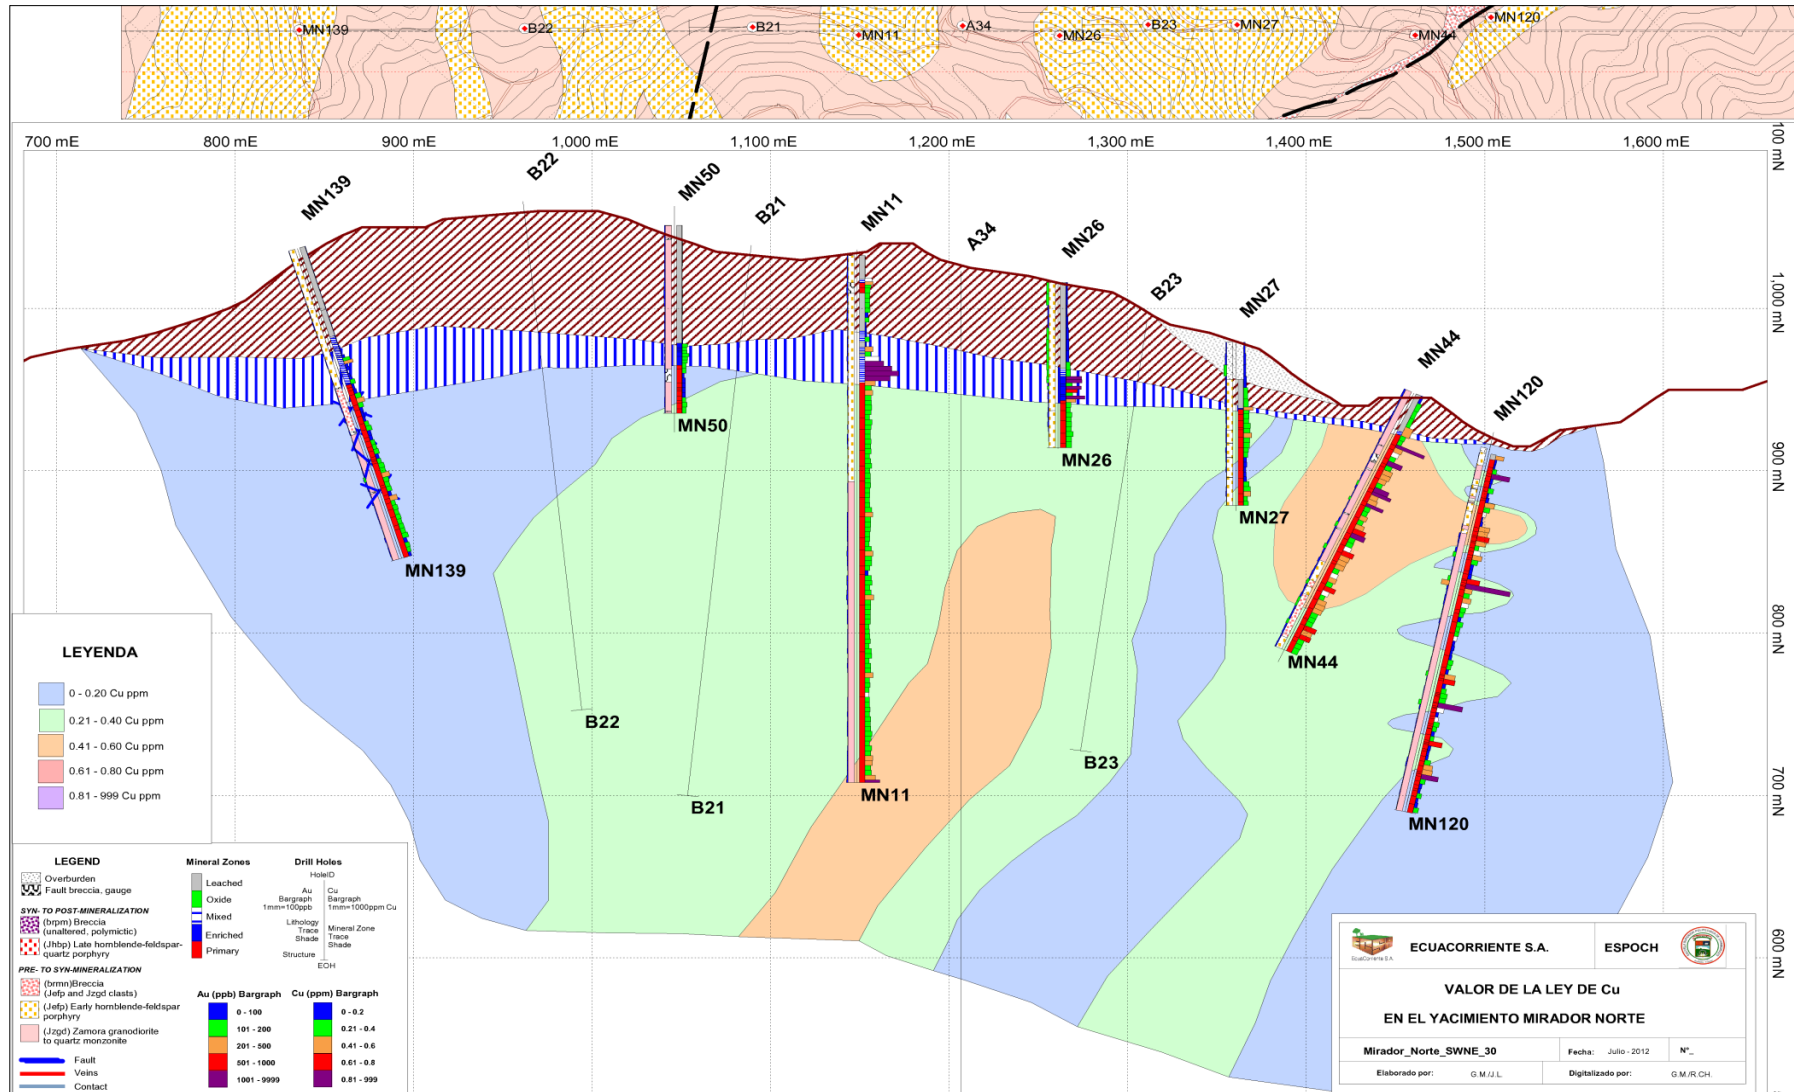 MN139
B22
B21
MN11
A34
MN26
B23
MN27
MN44
MN120
700 mE
800 mE
900 mE
1,000 mE
1,100 mE
1,200 mE
1,300 mE
1,400 mE
1,500 mE
1,600 mE
100 mN
1,000 mN
900 mN
800 mN
700 mN
600 mN
MN139
B22
MN50
B21
MN11
A34
MN26
B23
MN27
MN44
MN120
MN50
MN26
MN27
MN139
MN44
B22
B23
MN11
B21
MN120
LEYENDA
0 - 0.20 Cu ppm
0.21 - 0.40 Cu ppm
0.41 - 0.60 Cu ppm
0.61 - 0.80 Cu ppm
0.81 - 999 Cu ppm
LEGEND
Overburden
Fault breccia, gauge
SYN- TO POST-MINERALIZATION
(brpm) Breccia
(unaltered, polymictic)
(Jhbp) Late hornblende-feldspar-
quartz porphyry
PRE- TO SYN-MINERALIZATION
(brmn)Breccia
(Jefp and Jzgd clasts)
(Jefp) Early hornblende-feldspar
porphyry
(Jzgd) Zamora granodiorite
to quartz monzonite
Fault
Veins
Contact
Mineral Zones
Leached
Oxide
Mixed
Enriched
Primary
Drill Holes
HoleID
Au
Bargraph
1mm=100ppb
Cu
Bargraph
1mm=1000ppm Cu
Lithology
Trace
Shade
Mineral Zone
Trace
Shade
Structure
EOH
Au (ppb) Bargraph
0 - 100
101 - 200
201 - 500
501 - 1000
1001 - 9999
Cu (ppm) Bargraph
0 - 0.2
0.21 - 0.4
0.41 - 0.6
0.61 - 0.8
0.81 - 999
EcuaCorriente S.A.
ECUACORRIENTE S.A.
ESPOCH
VALOR DE LA LEY DE Cu
EN EL YACIMIENTO MIRADOR NORTE
Mirador_Norte_SWNE_30
Fecha: Julio - 2012
N°_
Elaborado por: G.M./J.L.
Digitalizado por: G.M./R.CH.